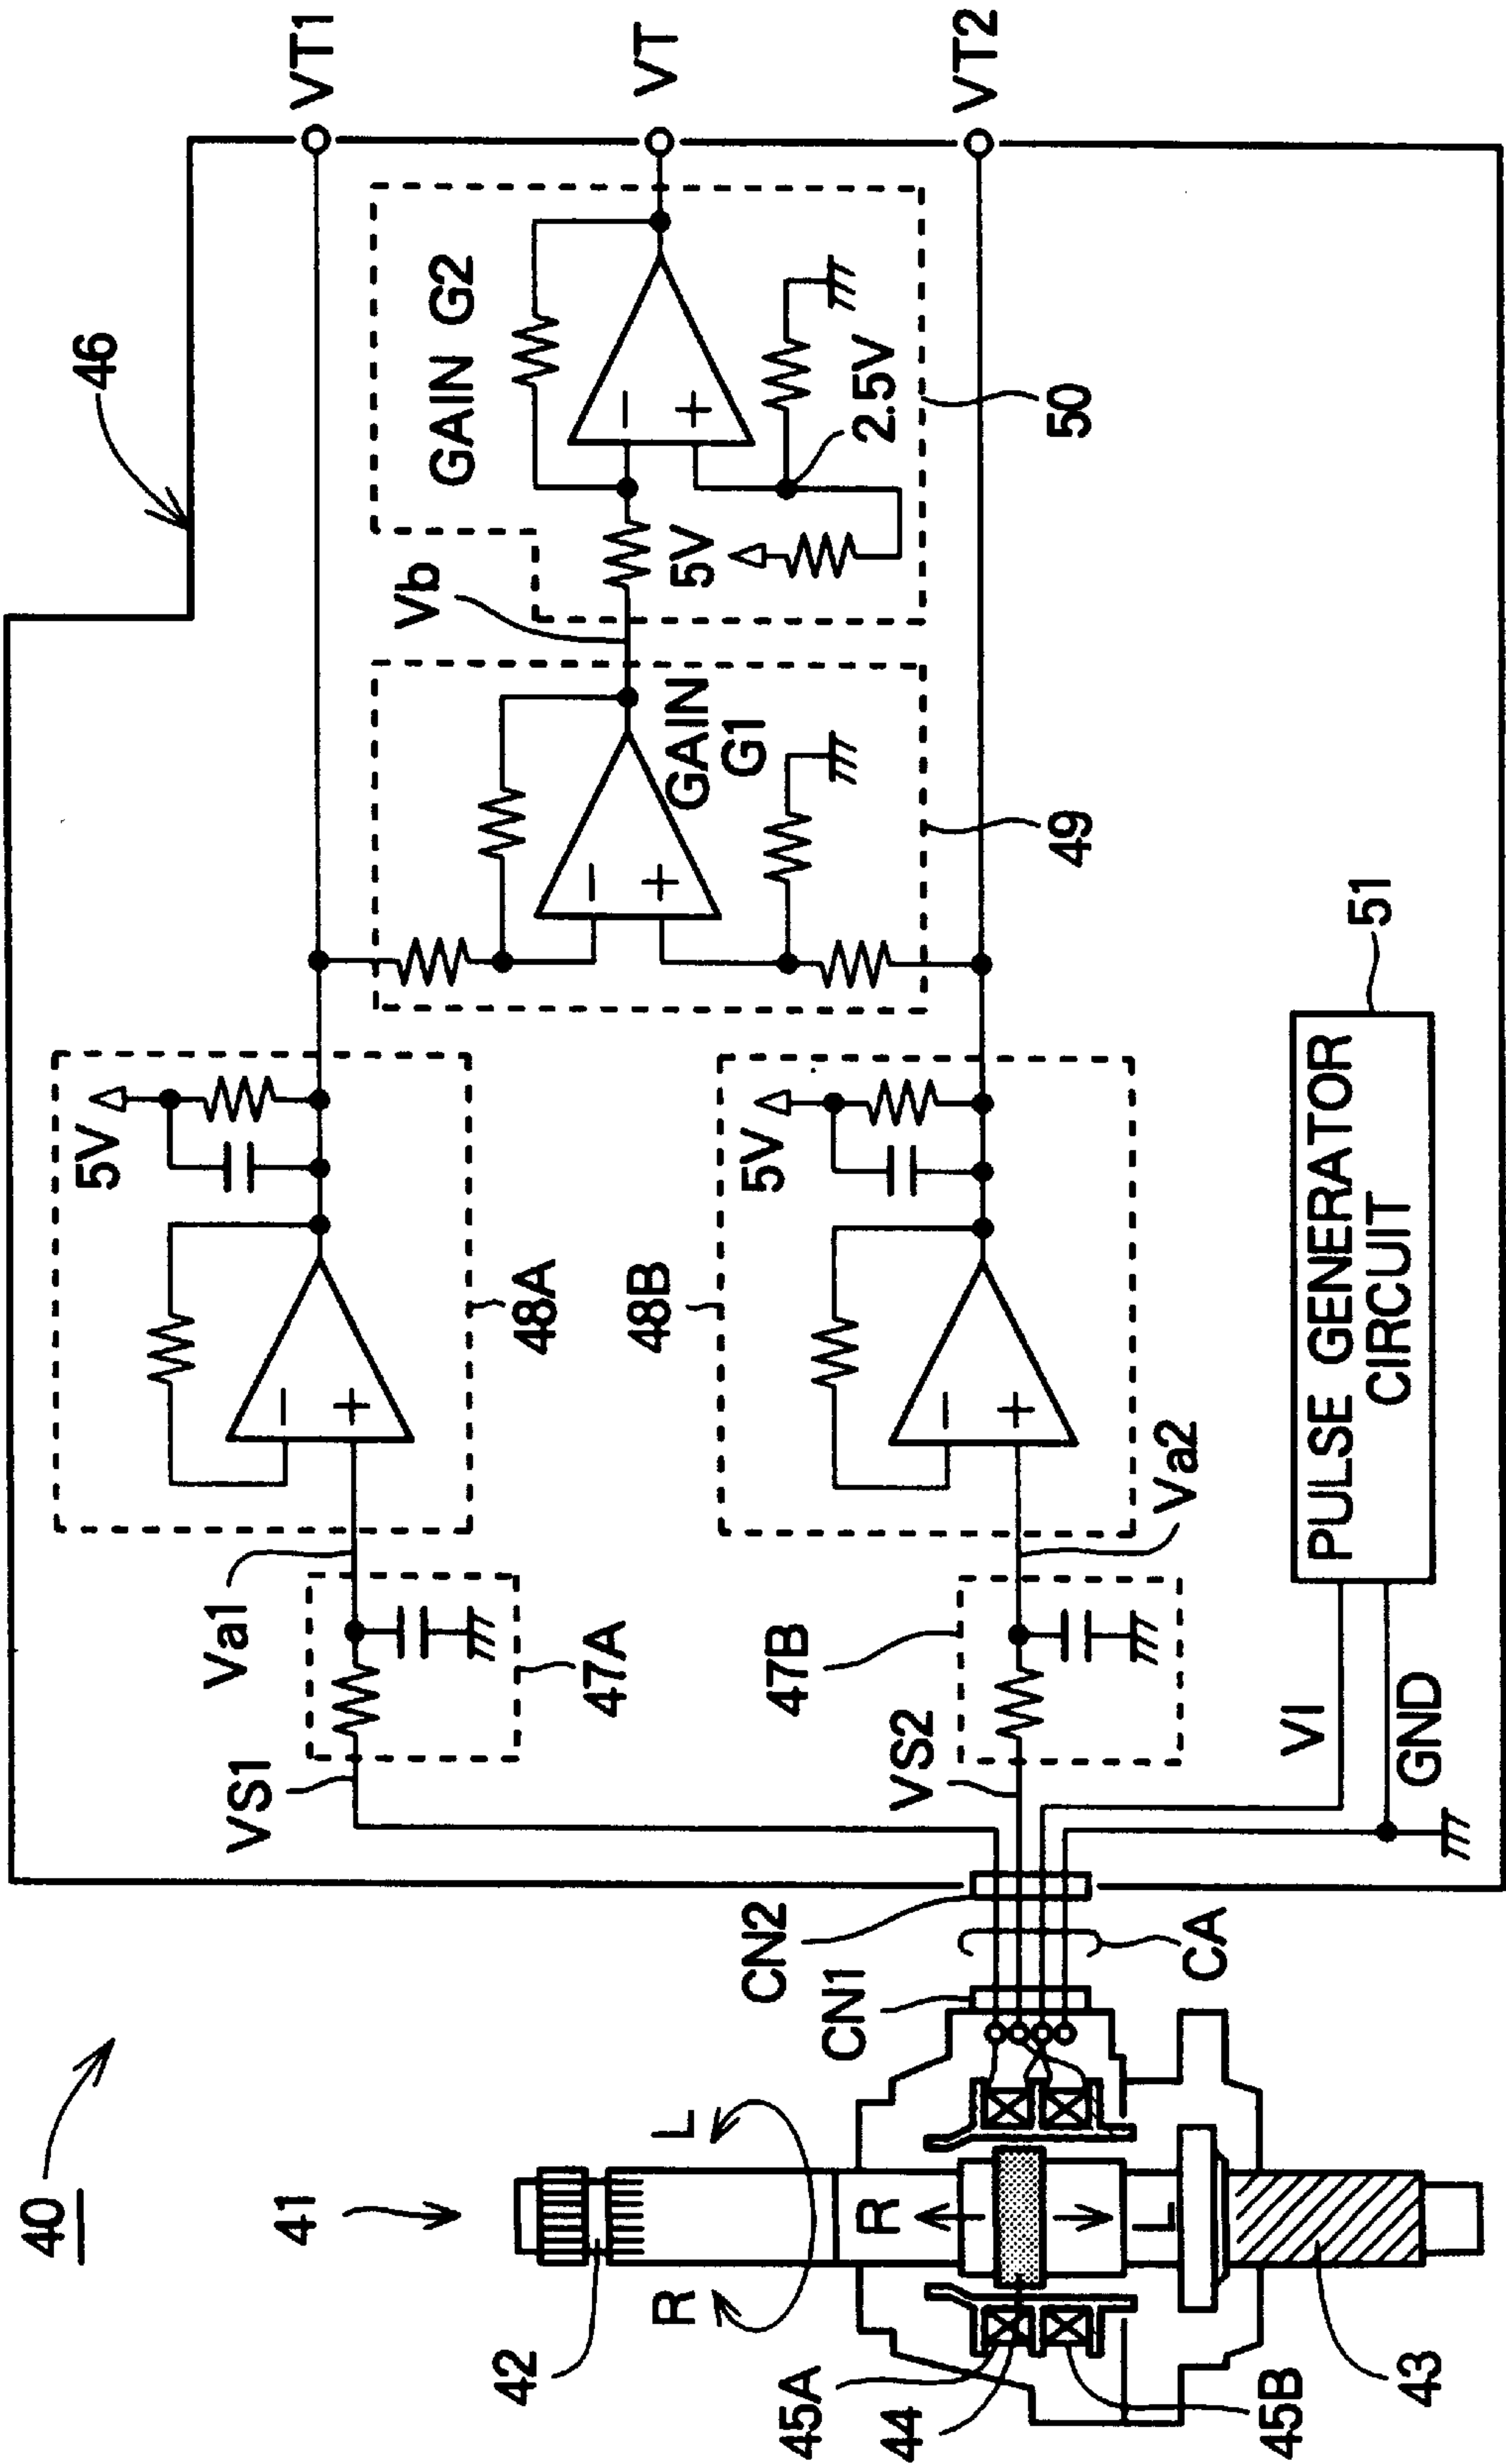 40
46
41
42
R
L
R
L
45A
44
45B
43
CN1
CN2
CA
VS1
Va1
47A
5V
48A
VT1
VS2
Va2
47B
5V
48B
VT2
GAIN
G1
49
Vb
GAIN G2
5V
2.5V
50
VT
VI
GND
PULSE GENERATOR
CIRCUIT
51
−
+
−
+
−
+
−
+